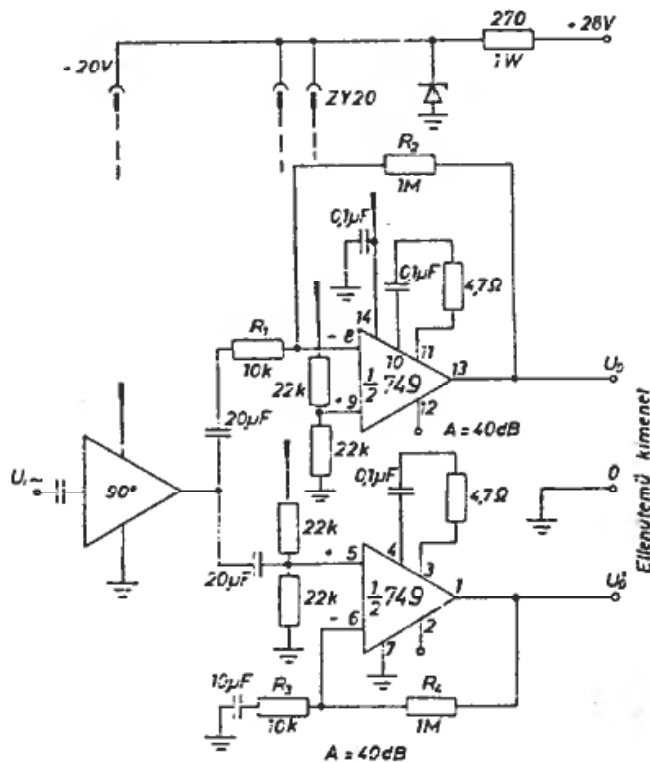 270
+28V
1W
-20V
ZY20
R2
1M
0,1µF
0,1µF
4,7Ω
14
R1
- 8
11
10
13
10k
1/2 749
U0
22k
+ 9
12
20µF
22k
A = 40dB
U1~
90°
0,1µF
4,7Ω
0
Ellenütemű kimenet
22k
4
3
20µF
+ 5
1/2 749
1
22k
- 6
2
7
10µF
R3
R4
10k
1M
A = 40dB